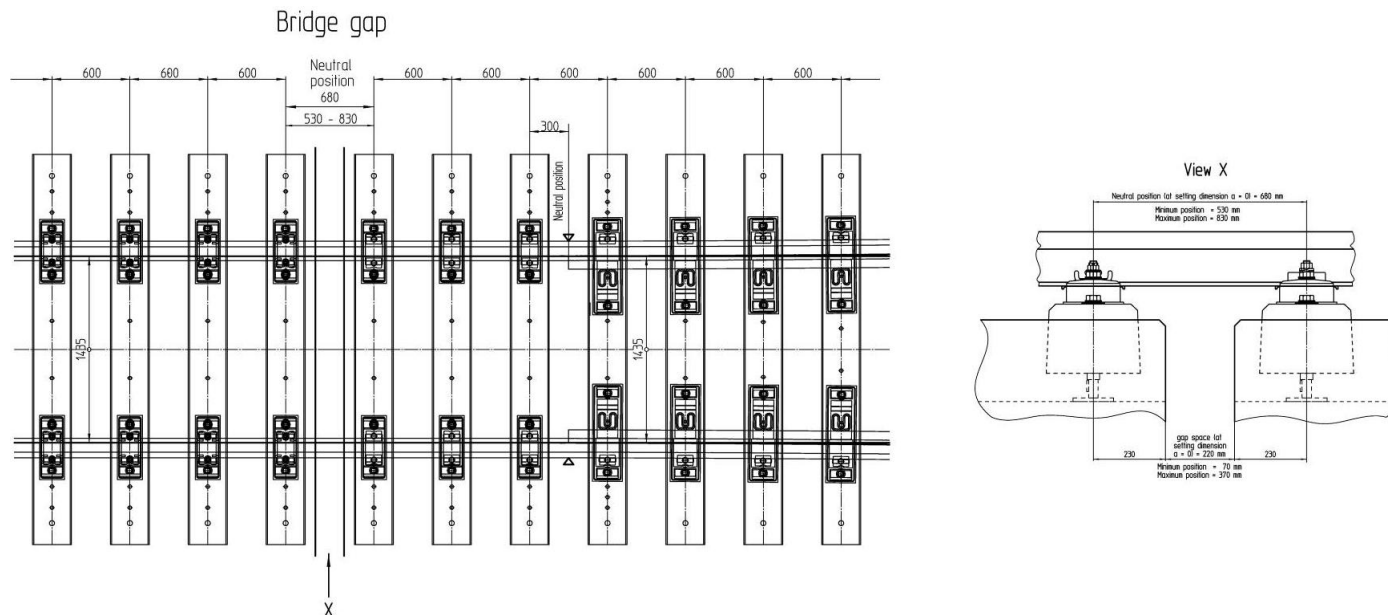 Bridge gap
600
600
600
Neutral
position
680
530 - 830
600
600
600
600
600
600
300
Neutral position
1435
1435
X
View X
Neutral position (at setting dimension a = 0) = 680 mm
Minimum position = 530 mm
Maximum position = 830 mm
230
gap space (at
setting dimension
a = 0) = 220 mm
230
Minimum position = 70 mm
Maximum position = 370 mm